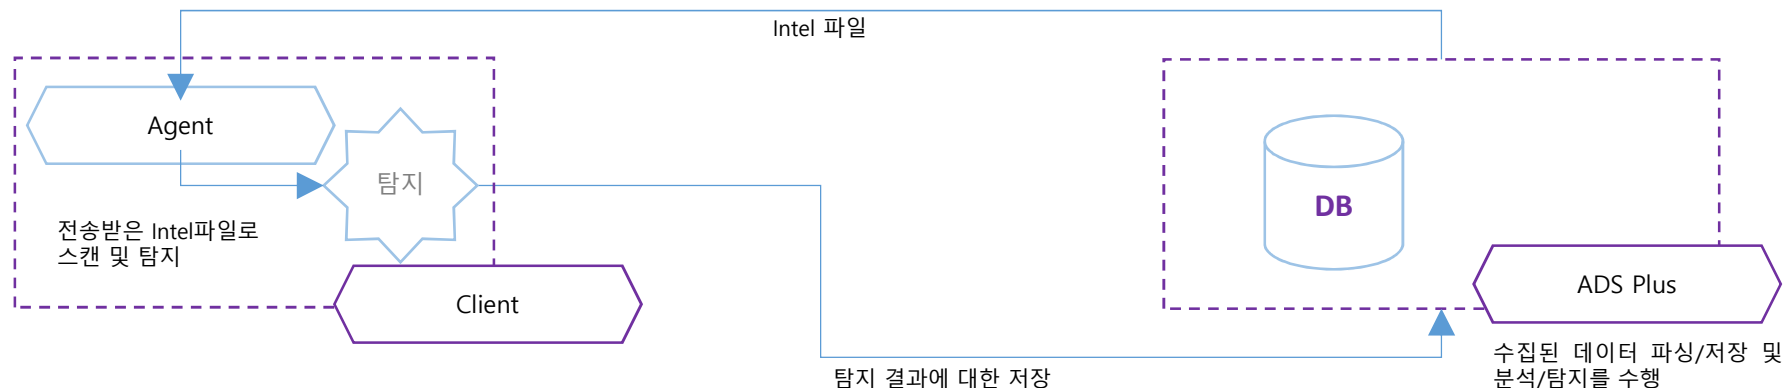 Intel 파일
Agent
탐지
전송받은 Intel파일로
스캔 및 탐지
Client
DB
ADS Plus
수집된 데이터 파싱/저장 및
분석/탐지를 수행
탐지 결과에 대한 저장